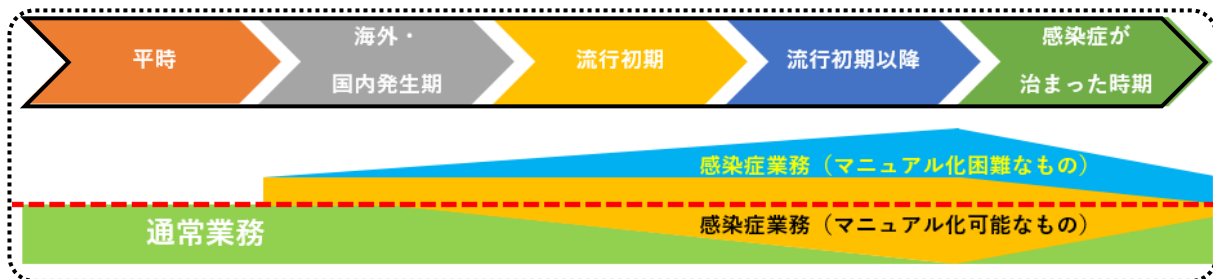 平時
海外・
国内発生期
流行初期
流行初期以降
感染症が
治まった時期
感染症業務（マニュアル化困難なもの）
通常業務
感染症業務（マニュアル化可能なもの）